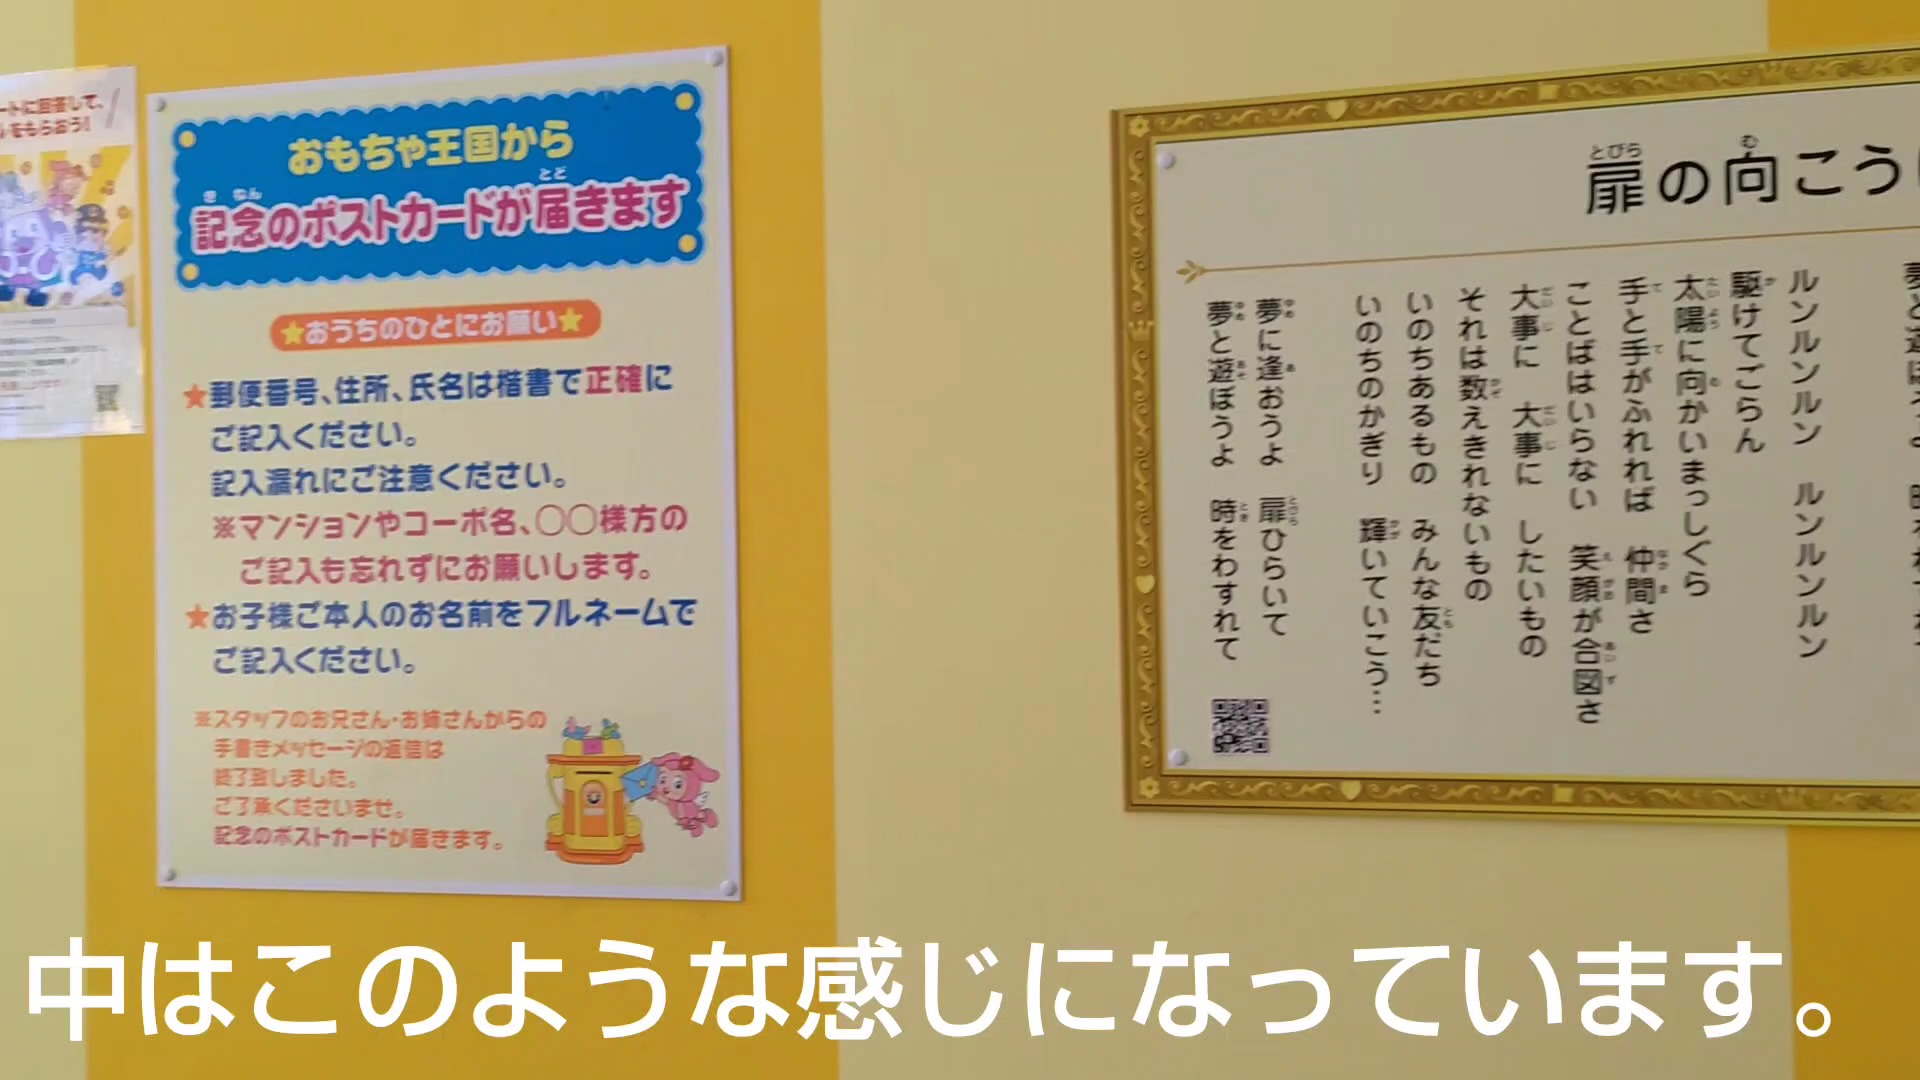 ートに回答して、
ルをもらおう!
おもちゃ王国から
記念のポストカードが届きます
★おうちのひとにお願い★
★郵便番号、住所、氏名は楷書で正確に
ご記入ください。
記入漏れにご注意ください。
※マンションやコーポ名、〇〇様方の
ご記入も忘れずにお願いします。
★お子様ご本人のお名前をフルネームで
ご記入ください。
※スタッフのお兄さん・お姉さんからの
手書きメッセージの返信は
終了致しました。
ご了承くださいませ。
記念のポストカードが届きます。
扉の向こう
ルンルンルン ルンルンルン
駆けてごらん
太陽に向かいまっしぐら
手と手がふれれば 仲間さ
ことばはいらない 笑顔が合図さ
大事に 大事に したいもの
それは数えきれないもの
いのちあるもの みんな友だち
いのちのかぎり 輝いていこう…
夢に逢おうよ 扉ひらいて
夢と遊ぼうよ 時をわすれて
中はこのような感じになっています。